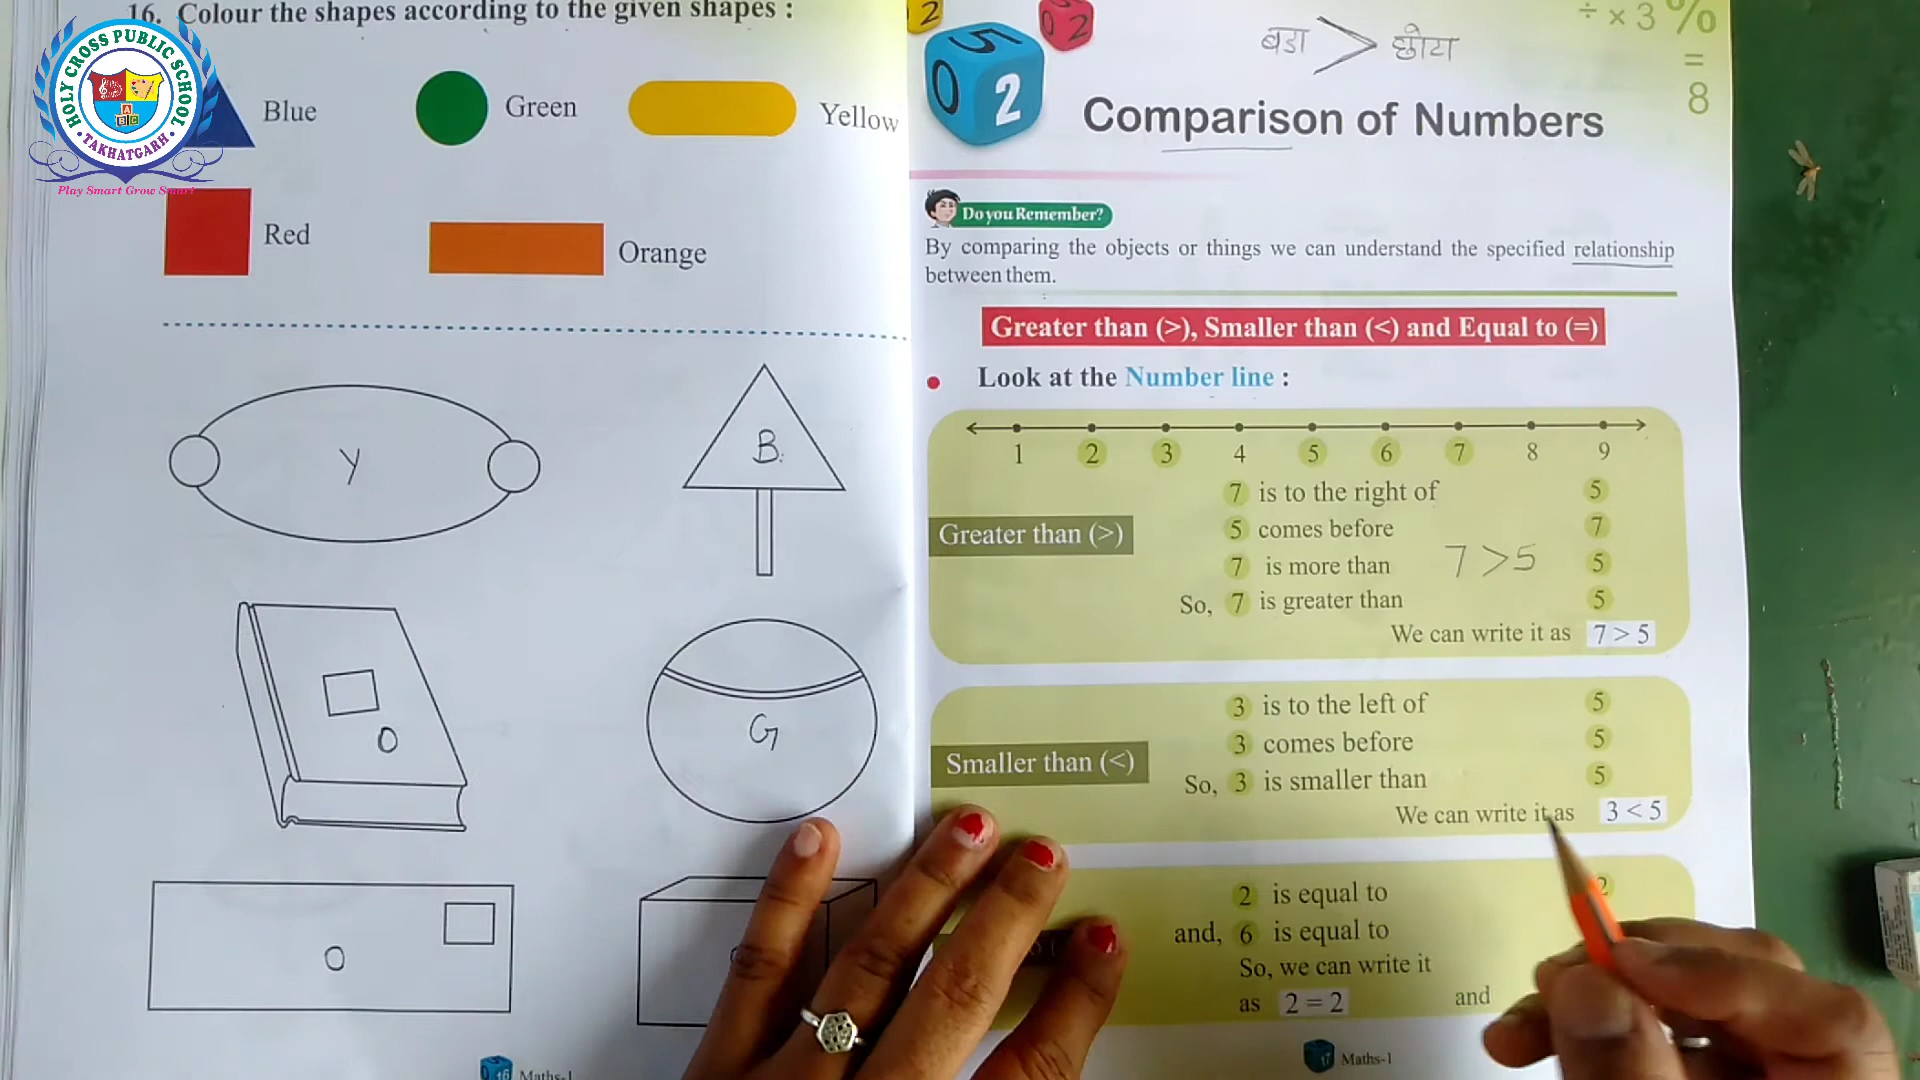 HOLY CROSS PUBLIC SCHOOL
TAKHATGARH
Play Smart Grow Smart
A
B C
16. Colour the shapes according to the given shapes :
Blue
Green
Yellow
Red
Orange
Y
B.
O
G
O
16 Maths-1
2
0 2
5
0 2
बडा > छोटा
÷ × 3 %
=
8
Comparison of Numbers
Do you Remember?
By comparing the objects or things we can understand the specified relationship
between them.
Greater than (>), Smaller than (<) and Equal to (=)
Look at the Number line :
1 2 3 4 5 6 7 8 9
7 is to the right of 5
Greater than (>)
5 comes before 7
7 is more than 5
7 > 5
So, 7 is greater than 5
We can write it as 7 > 5
3 is to the left of 5
Smaller than (<)
3 comes before 5
So, 3 is smaller than 5
We can write it as 3 < 5
2 is equal to 2
and, 6 is equal to
So, we can write it
as 2 = 2 and
17 Maths-1